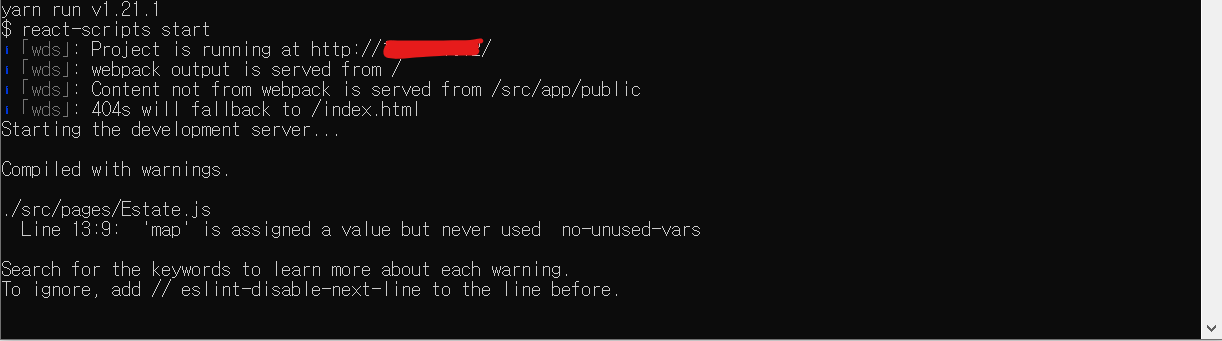 yarn run v1.21.1
$ react-scripts start
ℹ ｢wds｣: Project is running at http:///
ℹ ｢wds｣: webpack output is served from /
ℹ ｢wds｣: Content not from webpack is served from /src/app/public
ℹ ｢wds｣: 404s will fallback to /index.html
Starting the development server...
Compiled with warnings.
./src/pages/Estate.js
Line 13:9:  'map' is assigned a value but never used  no-unused-vars
Search for the keywords to learn more about each warning.
To ignore, add // eslint-disable-next-line to the line before.